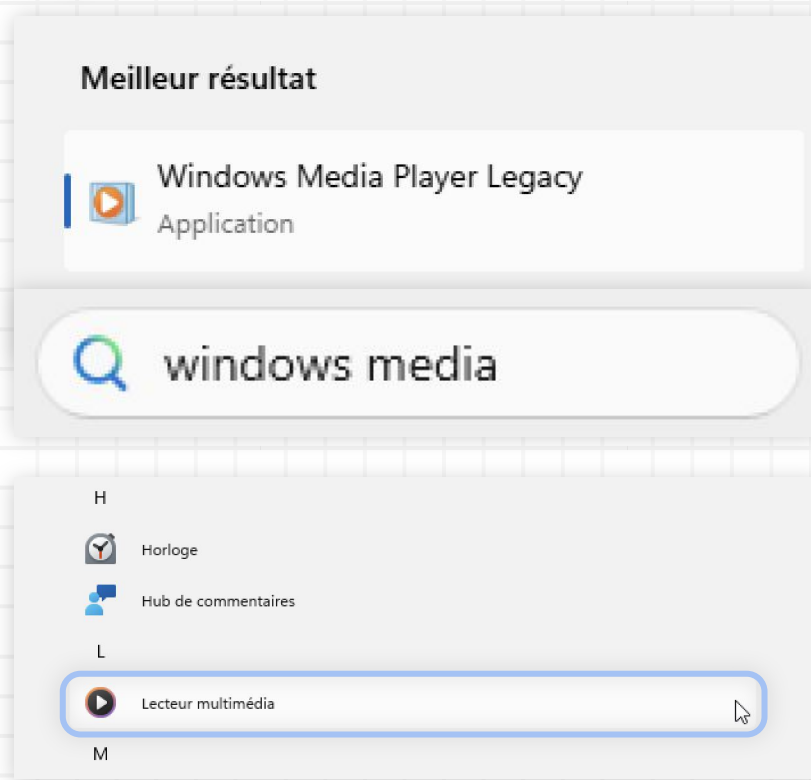 Meilleur résultat
Windows Media Player Legacy
Application
windows media
H
Horloge
Hub de commentaires
L
Lecteur multimédia
M